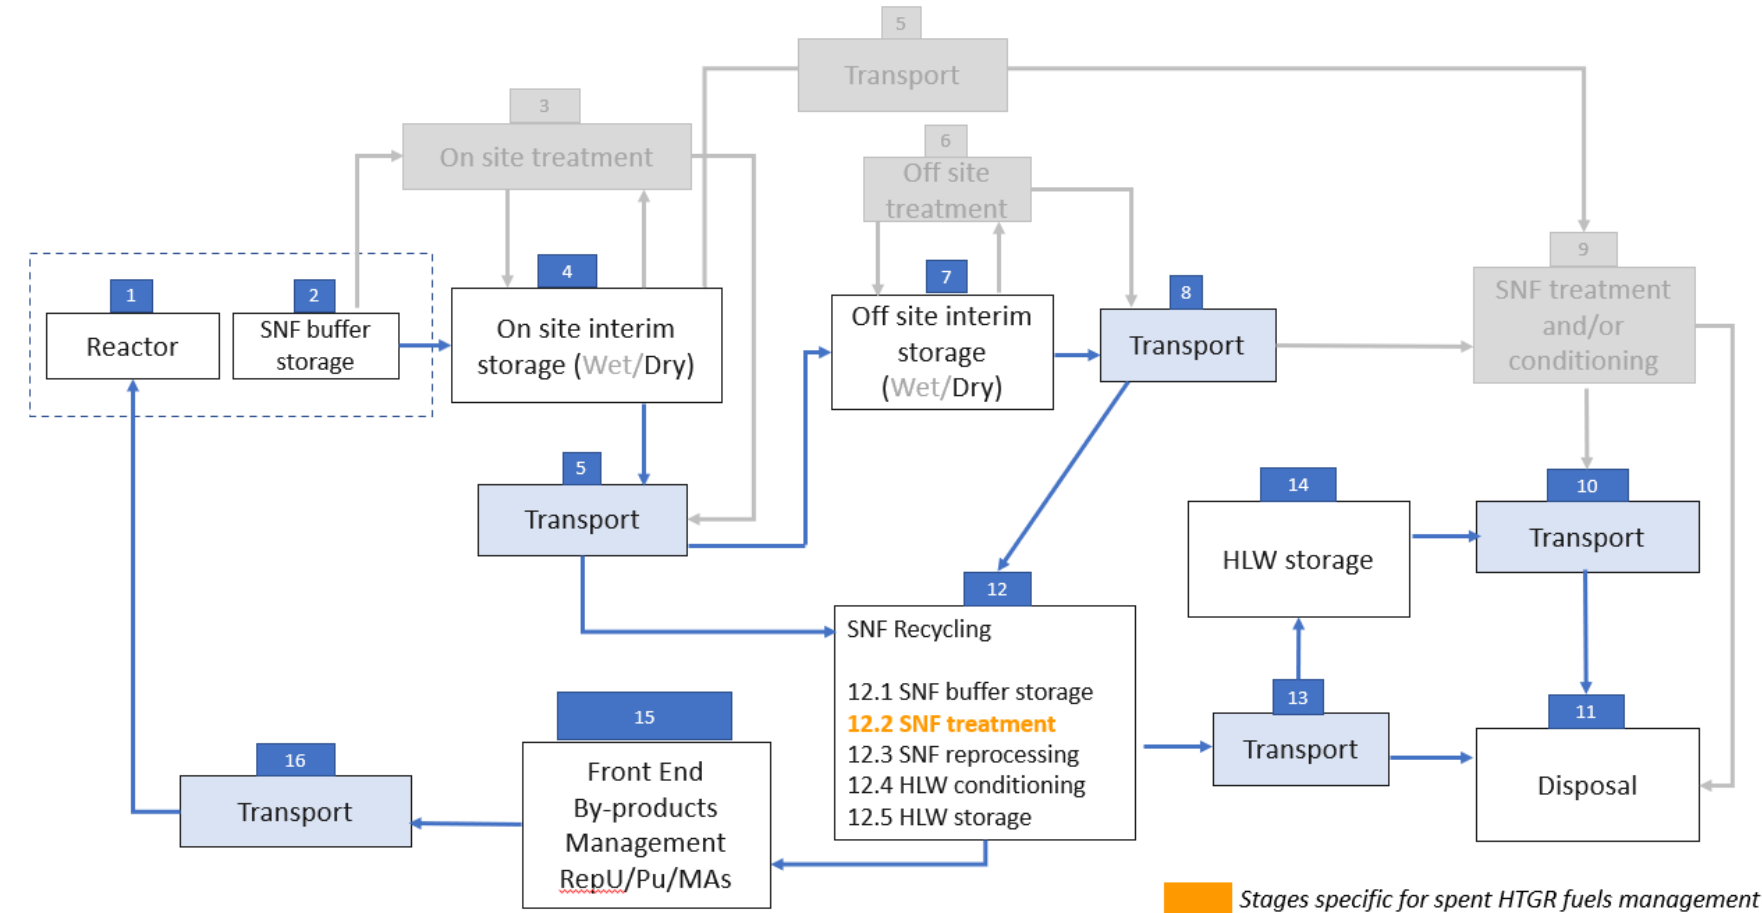 5
Transport
3
On site treatment
6
Off site
treatment
9
SNF treatment
and/or
conditioning
1
Reactor
2
SNF buffer
storage
4
On site interim
storage (Wet/Dry)
7
Off site interim
storage
(Wet/Dry)
8
Transport
5
Transport
14
HLW storage
10
Transport
12
SNF Recycling
12.1 SNF buffer storage
12.2 SNF treatment
12.3 SNF reprocessing
12.4 HLW conditioning
12.5 HLW storage
13
Transport
11
Disposal
15
Front End
By-products
Management
RepU/Pu/MAs
16
Transport
Stages specific for spent HTGR fuels management